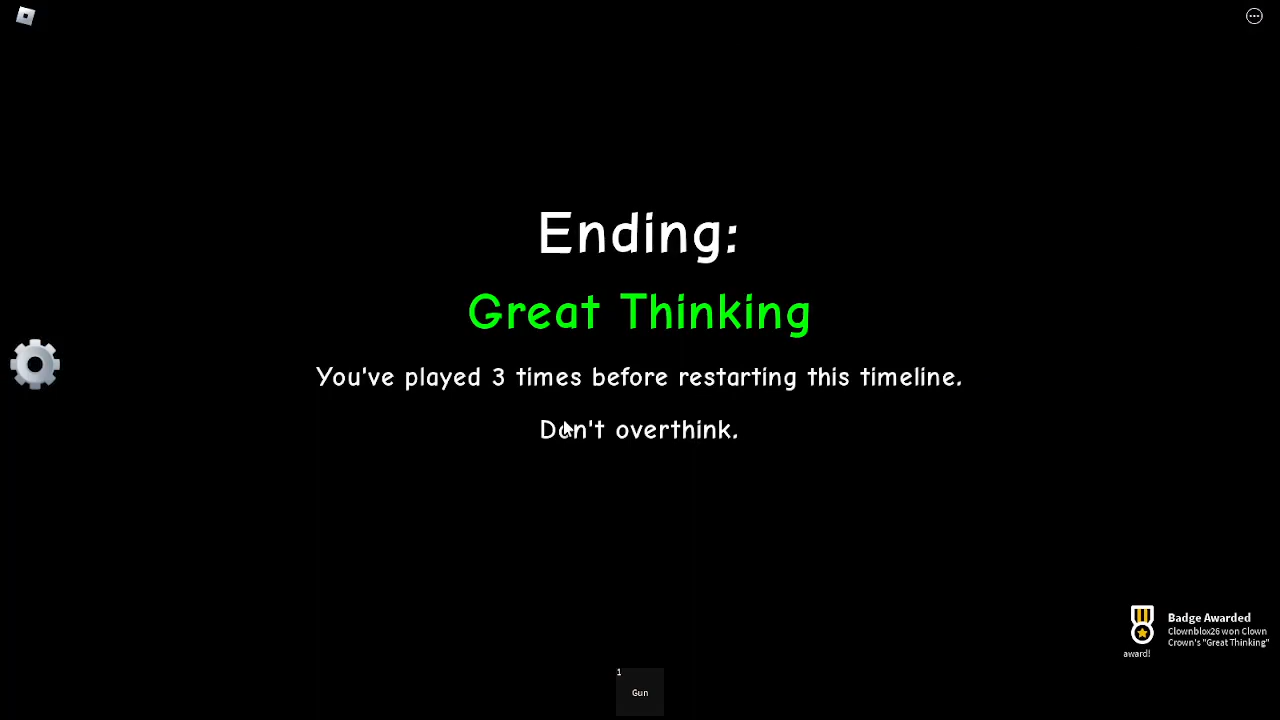 Ending:
Great Thinking
You've played 3 times before restarting this timeline.
Don't overthink.
Badge Awarded
Clownblox26 won Clown
Crown's "Great Thinking"
award!
1
Gun